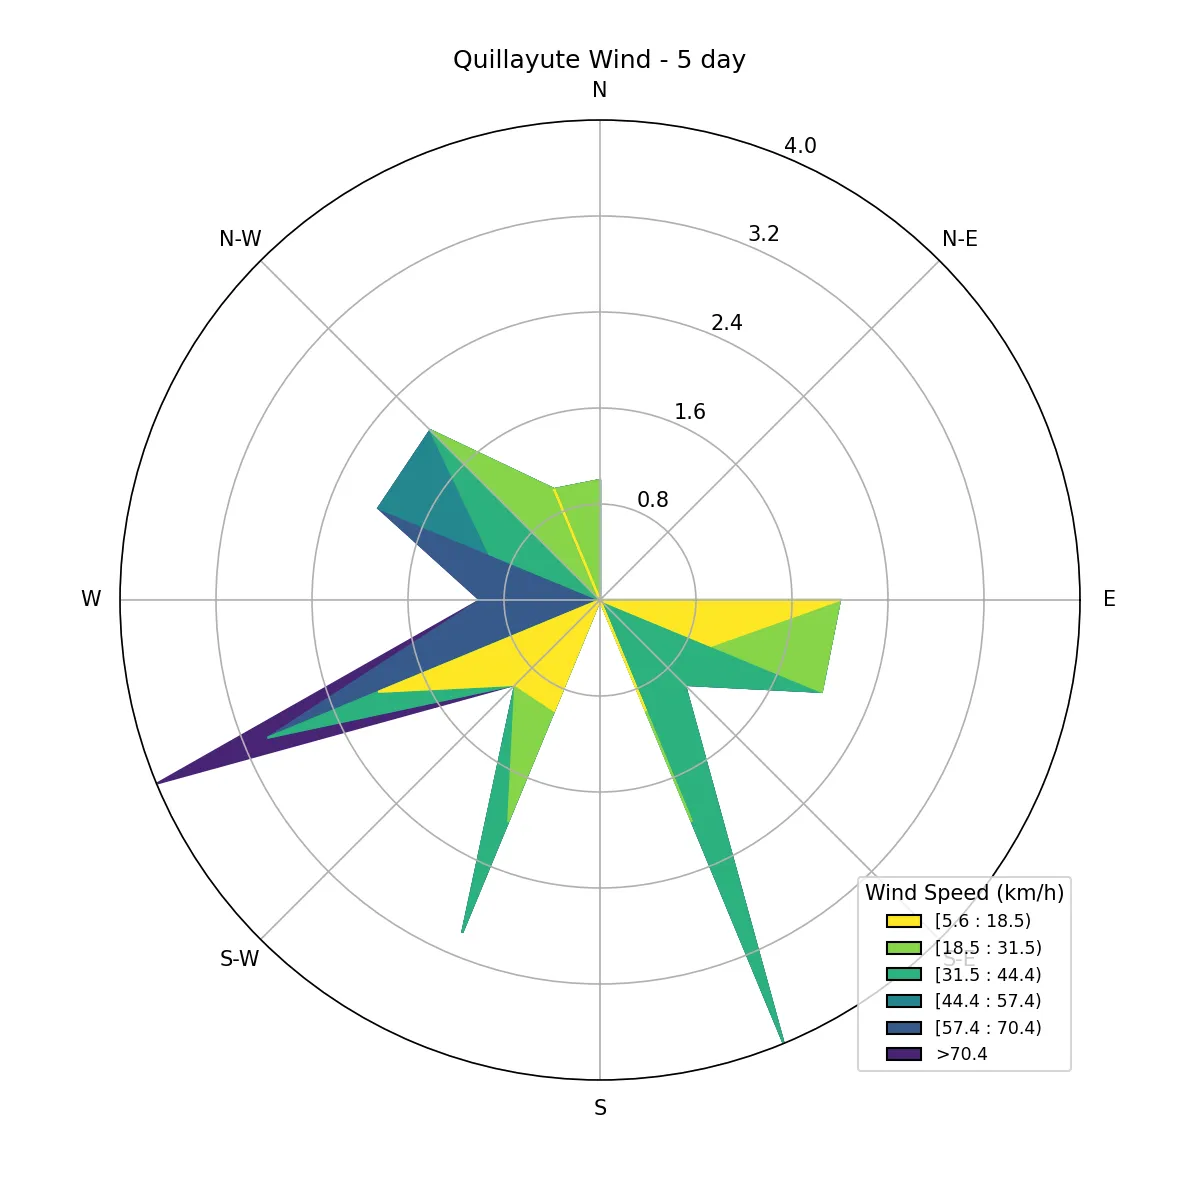 Quillayute Wind - 5 day
N
4.0
N-W
3.2
N-E
2.4
1.6
0.8
W
E
Wind Speed (km/h)
[5.6 : 18.5)
[18.5 : 31.5)
S-W
S-E
[31.5 : 44.4)
[44.4 : 57.4)
[57.4 : 70.4)
>70.4
S